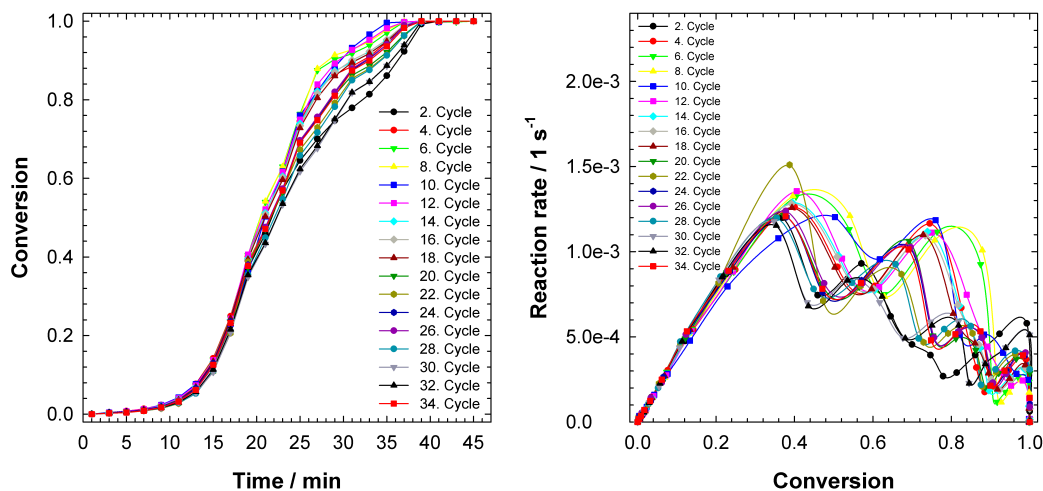 1.0
0.8
0.6
0.4
0.2
0.0
Conversion
0
5
10
15
20
25
30
35
40
45
Time / min
2. Cycle
4. Cycle
6. Cycle
8. Cycle
10. Cycle
12. Cycle
14. Cycle
16. Cycle
18. Cycle
20. Cycle
22. Cycle
24. Cycle
26. Cycle
28. Cycle
30. Cycle
32. Cycle
34. Cycle
2.0e-3
1.5e-3
1.0e-3
5.0e-4
0.0
Reaction rate / 1 s⁻¹
0.0
0.2
0.4
0.6
0.8
1.0
Conversion
2. Cycle
4. Cycle
6. Cycle
8. Cycle
10. Cycle
12. Cycle
14. Cycle
16. Cycle
18. Cycle
20. Cycle
22. Cycle
24. Cycle
26. Cycle
28. Cycle
30. Cycle
32. Cycle
34. Cycle